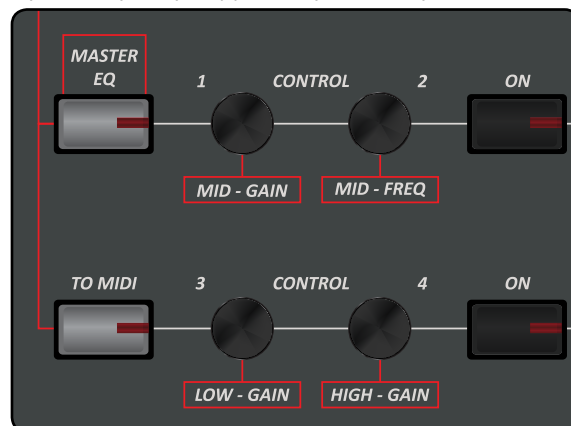 MASTER
EQ
1 CONTROL 2 ON
MID - GAIN MID - FREQ
TO MIDI 3 CONTROL 4 ON
LOW - GAIN HIGH - GAIN